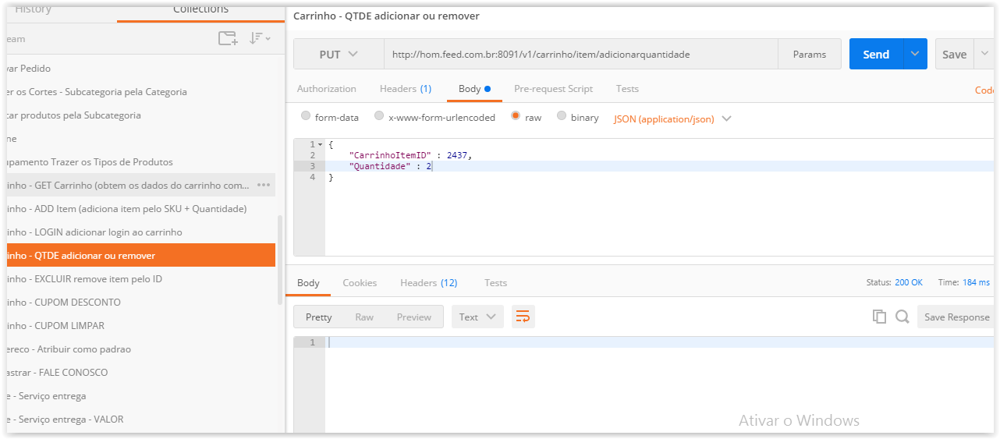 History
Collections
eam
var Pedido
er os Cortes - Subcategoria pela Categoria
car produtos pela Subcategoria
ne
upamento Trazer os Tipos de Produtos
inho - GET Carrinho (obtem os dados do carrinho com... •••
inho - ADD Item (adiciona item pelo SKU + Quantidade)
inho - LOGIN adicionar login ao carrinho
inho - QTDE adicionar ou remover
inho - EXCLUIR remove item pelo ID
inho - CUPOM DESCONTO
inho - CUPOM LIMPAR
ereco - Atribuir como padrao
astrar - FALE CONOSCO
e - Serviço entrega
e - Serviço entrega - VALOR
Carrinho - QTDE adicionar ou remover
PUT http://hom.feed.com.br:8091/v1/carrinho/item/adicionarquantidade Params Send Save
Authorization Headers (1) Body Pre-request Script Tests Code
form-data x-www-form-urlencoded raw binary JSON (application/json)
1 {
2 "CarrinhoItemID" : 2437,
3 "Quantidade" : 2
4 }
Body Cookies Headers (12) Tests Status: 200 OK Time: 184 ms
Pretty Raw Preview Text Save Response
1
Ativar o Windows